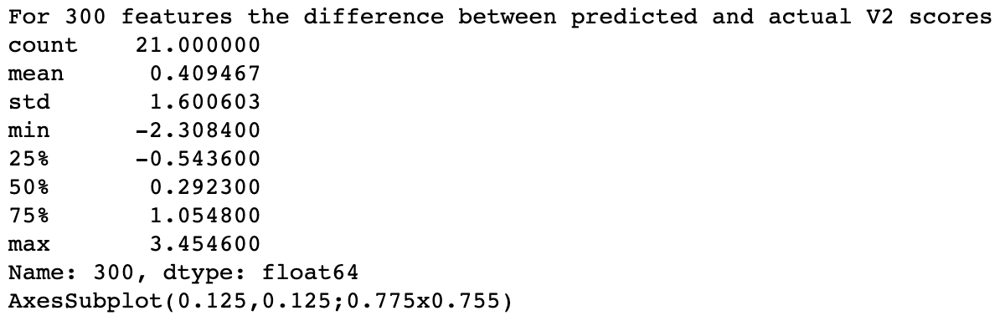 For 300 features the difference between predicted and actual V2 scores
count    21.000000
mean      0.409467
std       1.600603
min      -2.308400
25%      -0.543600
50%       0.292300
75%       1.054800
max       3.454600
Name: 300, dtype: float64
AxesSubplot(0.125,0.125;0.775x0.755)